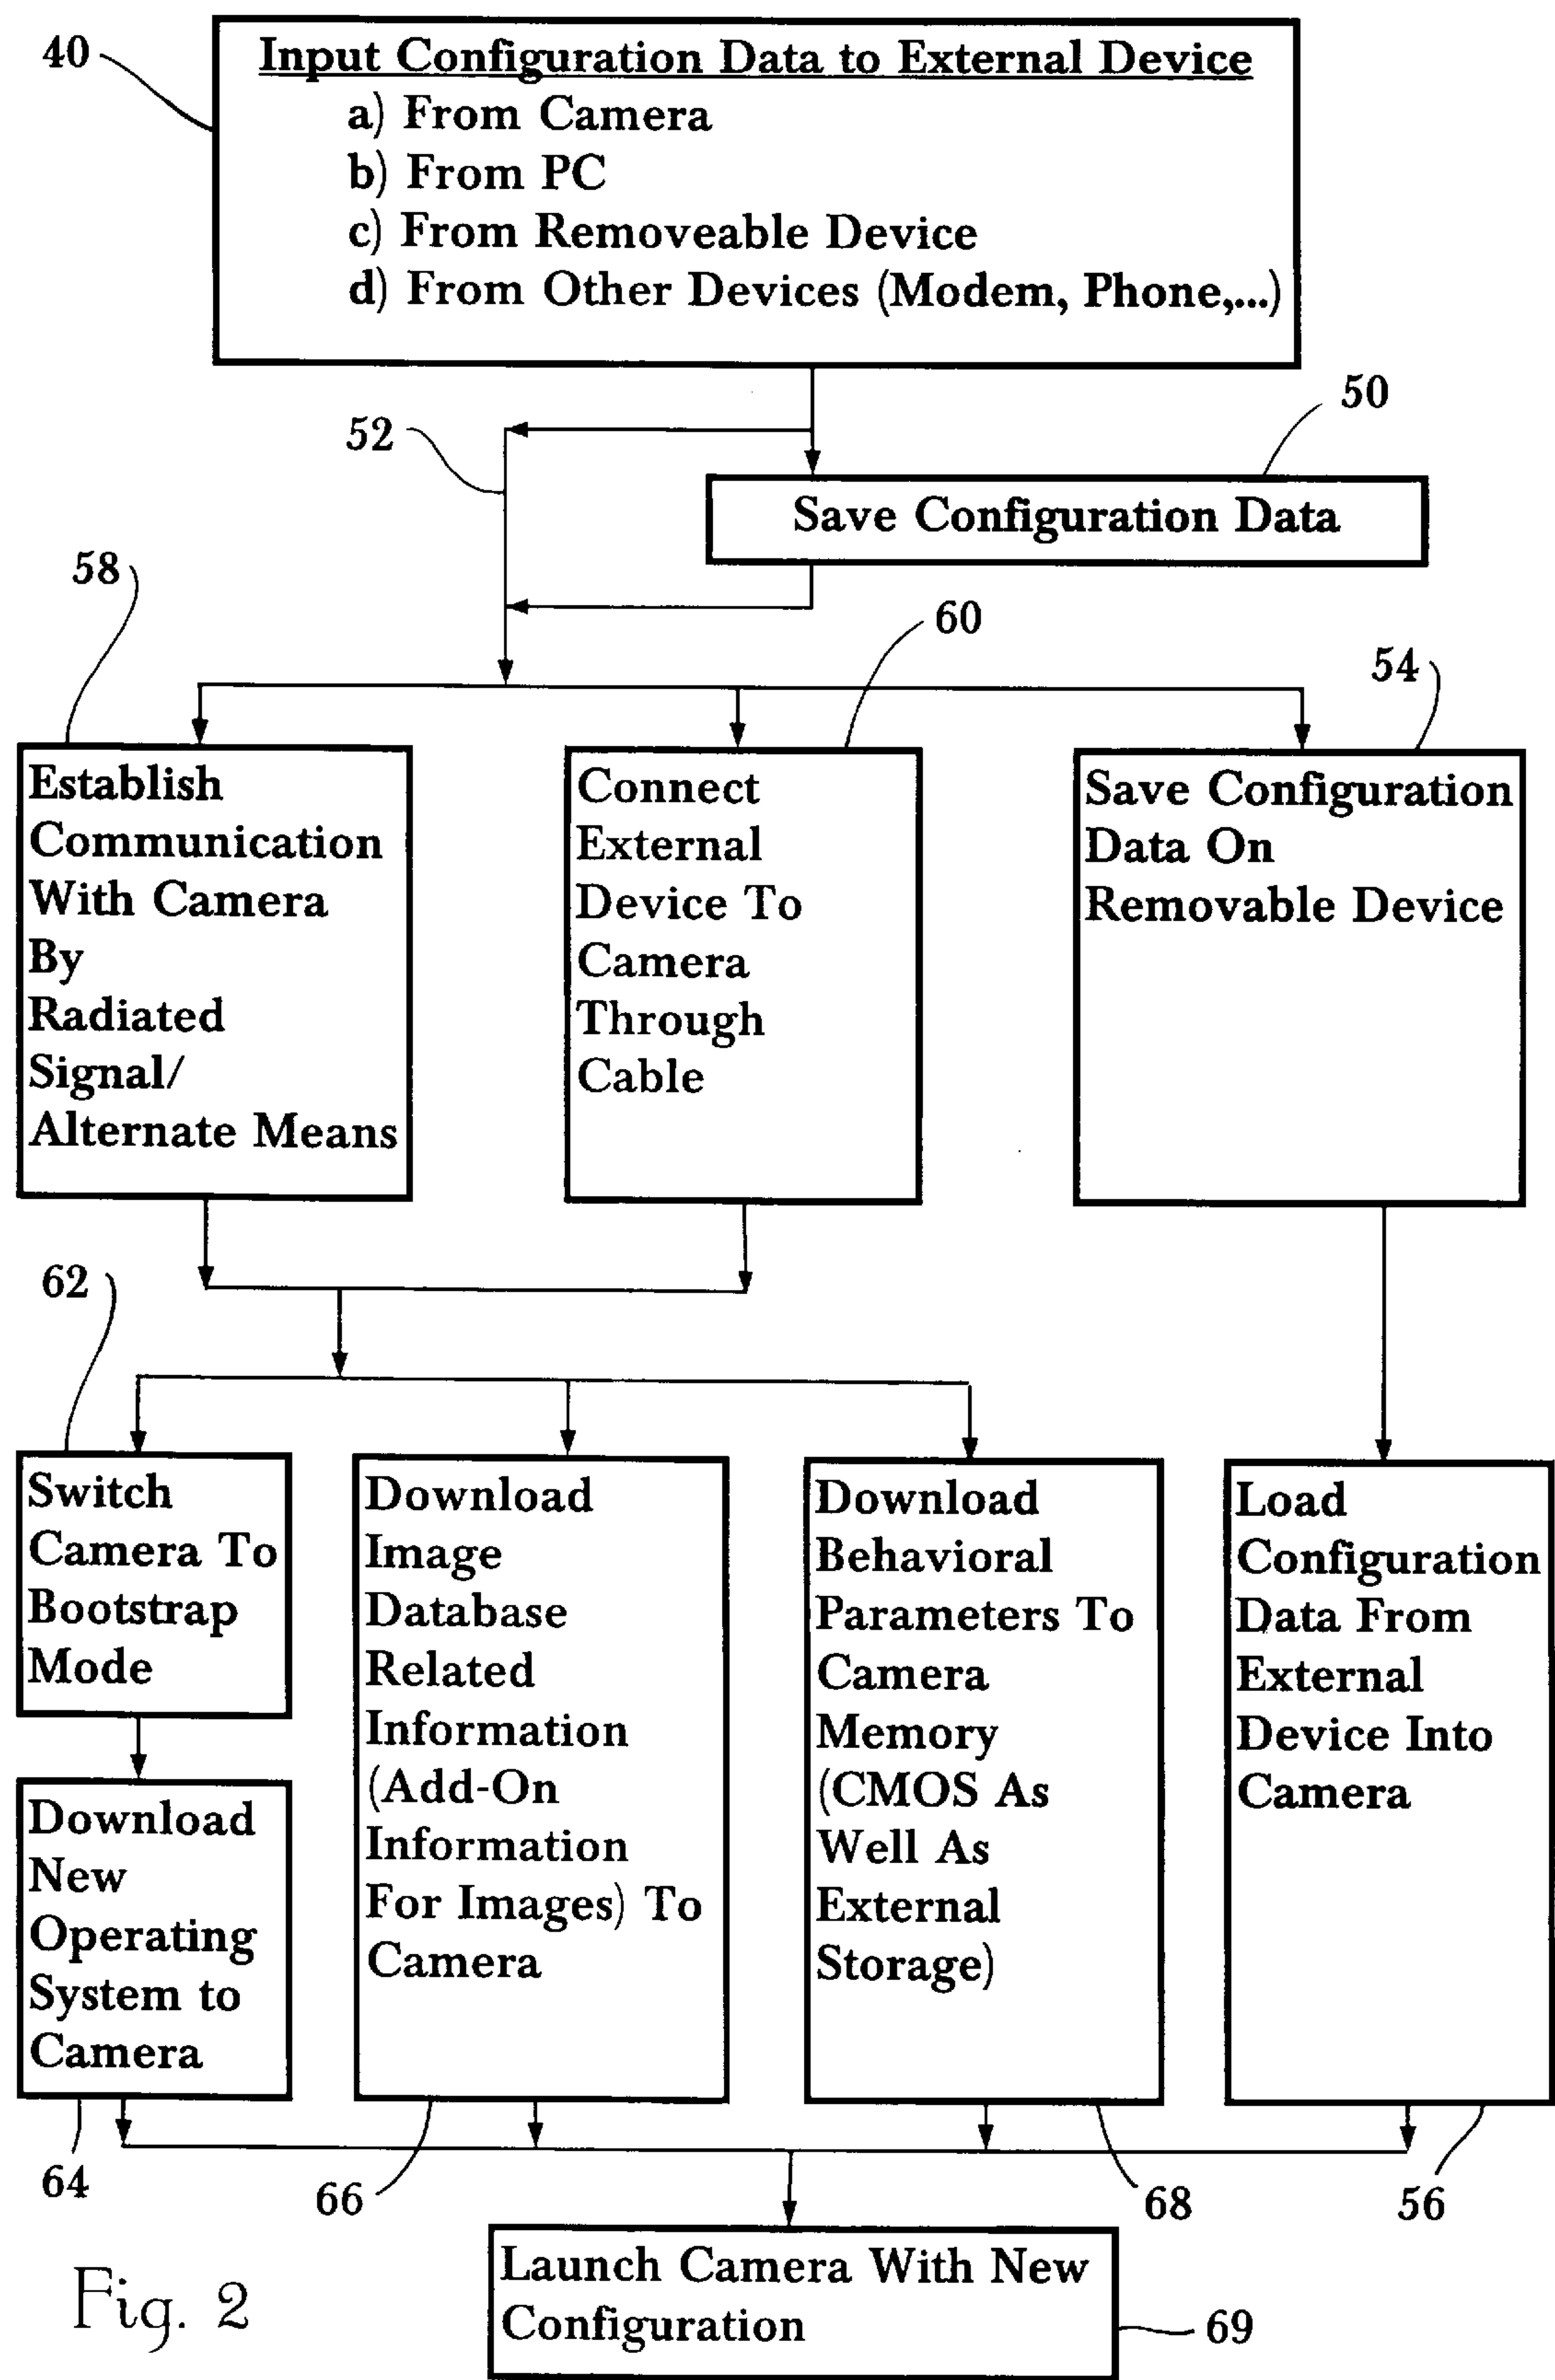 40
Input Configuration Data to External Device
a) From Camera
b) From PC
c) From Removeable Device
d) From Other Devices (Modem, Phone,...)
52
50
Save Configuration Data
58
60
54
Establish
Communication
With Camera
By
Radiated
Signal/
Alternate Means
Connect
External
Device To
Camera
Through
Cable
Save Configuration
Data On
Removable Device
62
Switch
Camera To
Bootstrap
Mode
Download
New
Operating
System to
Camera
Download
Image
Database
Related
Information
(Add-On
Information
For Images) To
Camera
Download
Behavioral
Parameters To
Camera
Memory
(CMOS As
Well As
External
Storage)
Load
Configuration
Data From
External
Device Into
Camera
64
66
68
56
Launch Camera With New
Configuration
69
Fig. 2